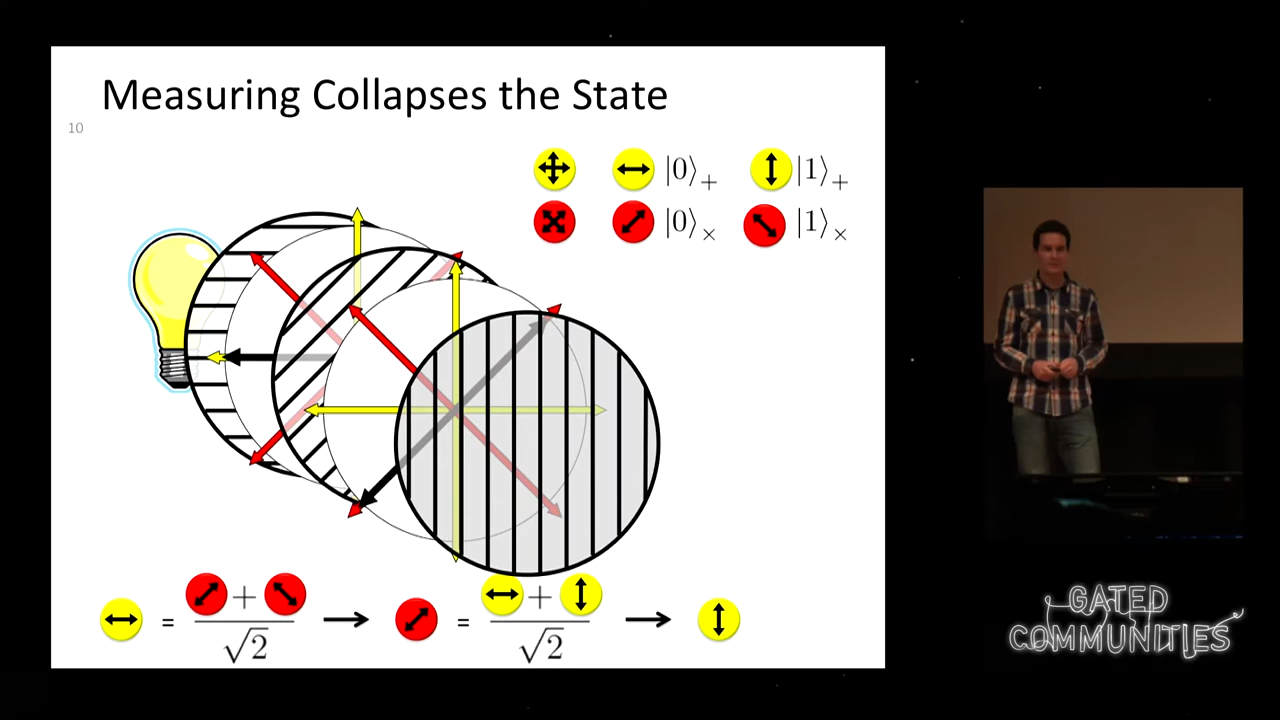 Measuring Collapses the State
10
|0⟩₊ |1⟩₊
|0⟩ₓ |1⟩ₓ
= + / √2 → = + / √2 →
GATED
COMMUNITIES